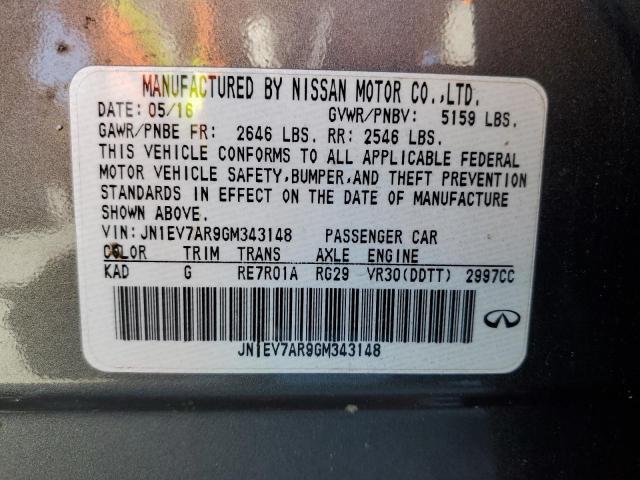 MANUFACTURED BY NISSAN MOTOR CO.,LTD.
DATE: 05/16 GVWR/PNBV: 5159 LBS.
GAWR/PNBE FR: 2646 LBS. RR: 2546 LBS.
THIS VEHICLE CONFORMS TO ALL APPLICABLE FEDERAL
MOTOR VEHICLE SAFETY,BUMPER,AND THEFT PREVENTION
STANDARDS IN EFFECT ON THE DATE OF MANUFACTURE
SHOWN ABOVE.
VIN: JN1EV7AR9GM343148 PASSENGER CAR
COLOR TRIM TRANS AXLE ENGINE
KAD G RE7R01A RG29 VR30(DDTT) 2997CC
JN1EV7AR9GM343148